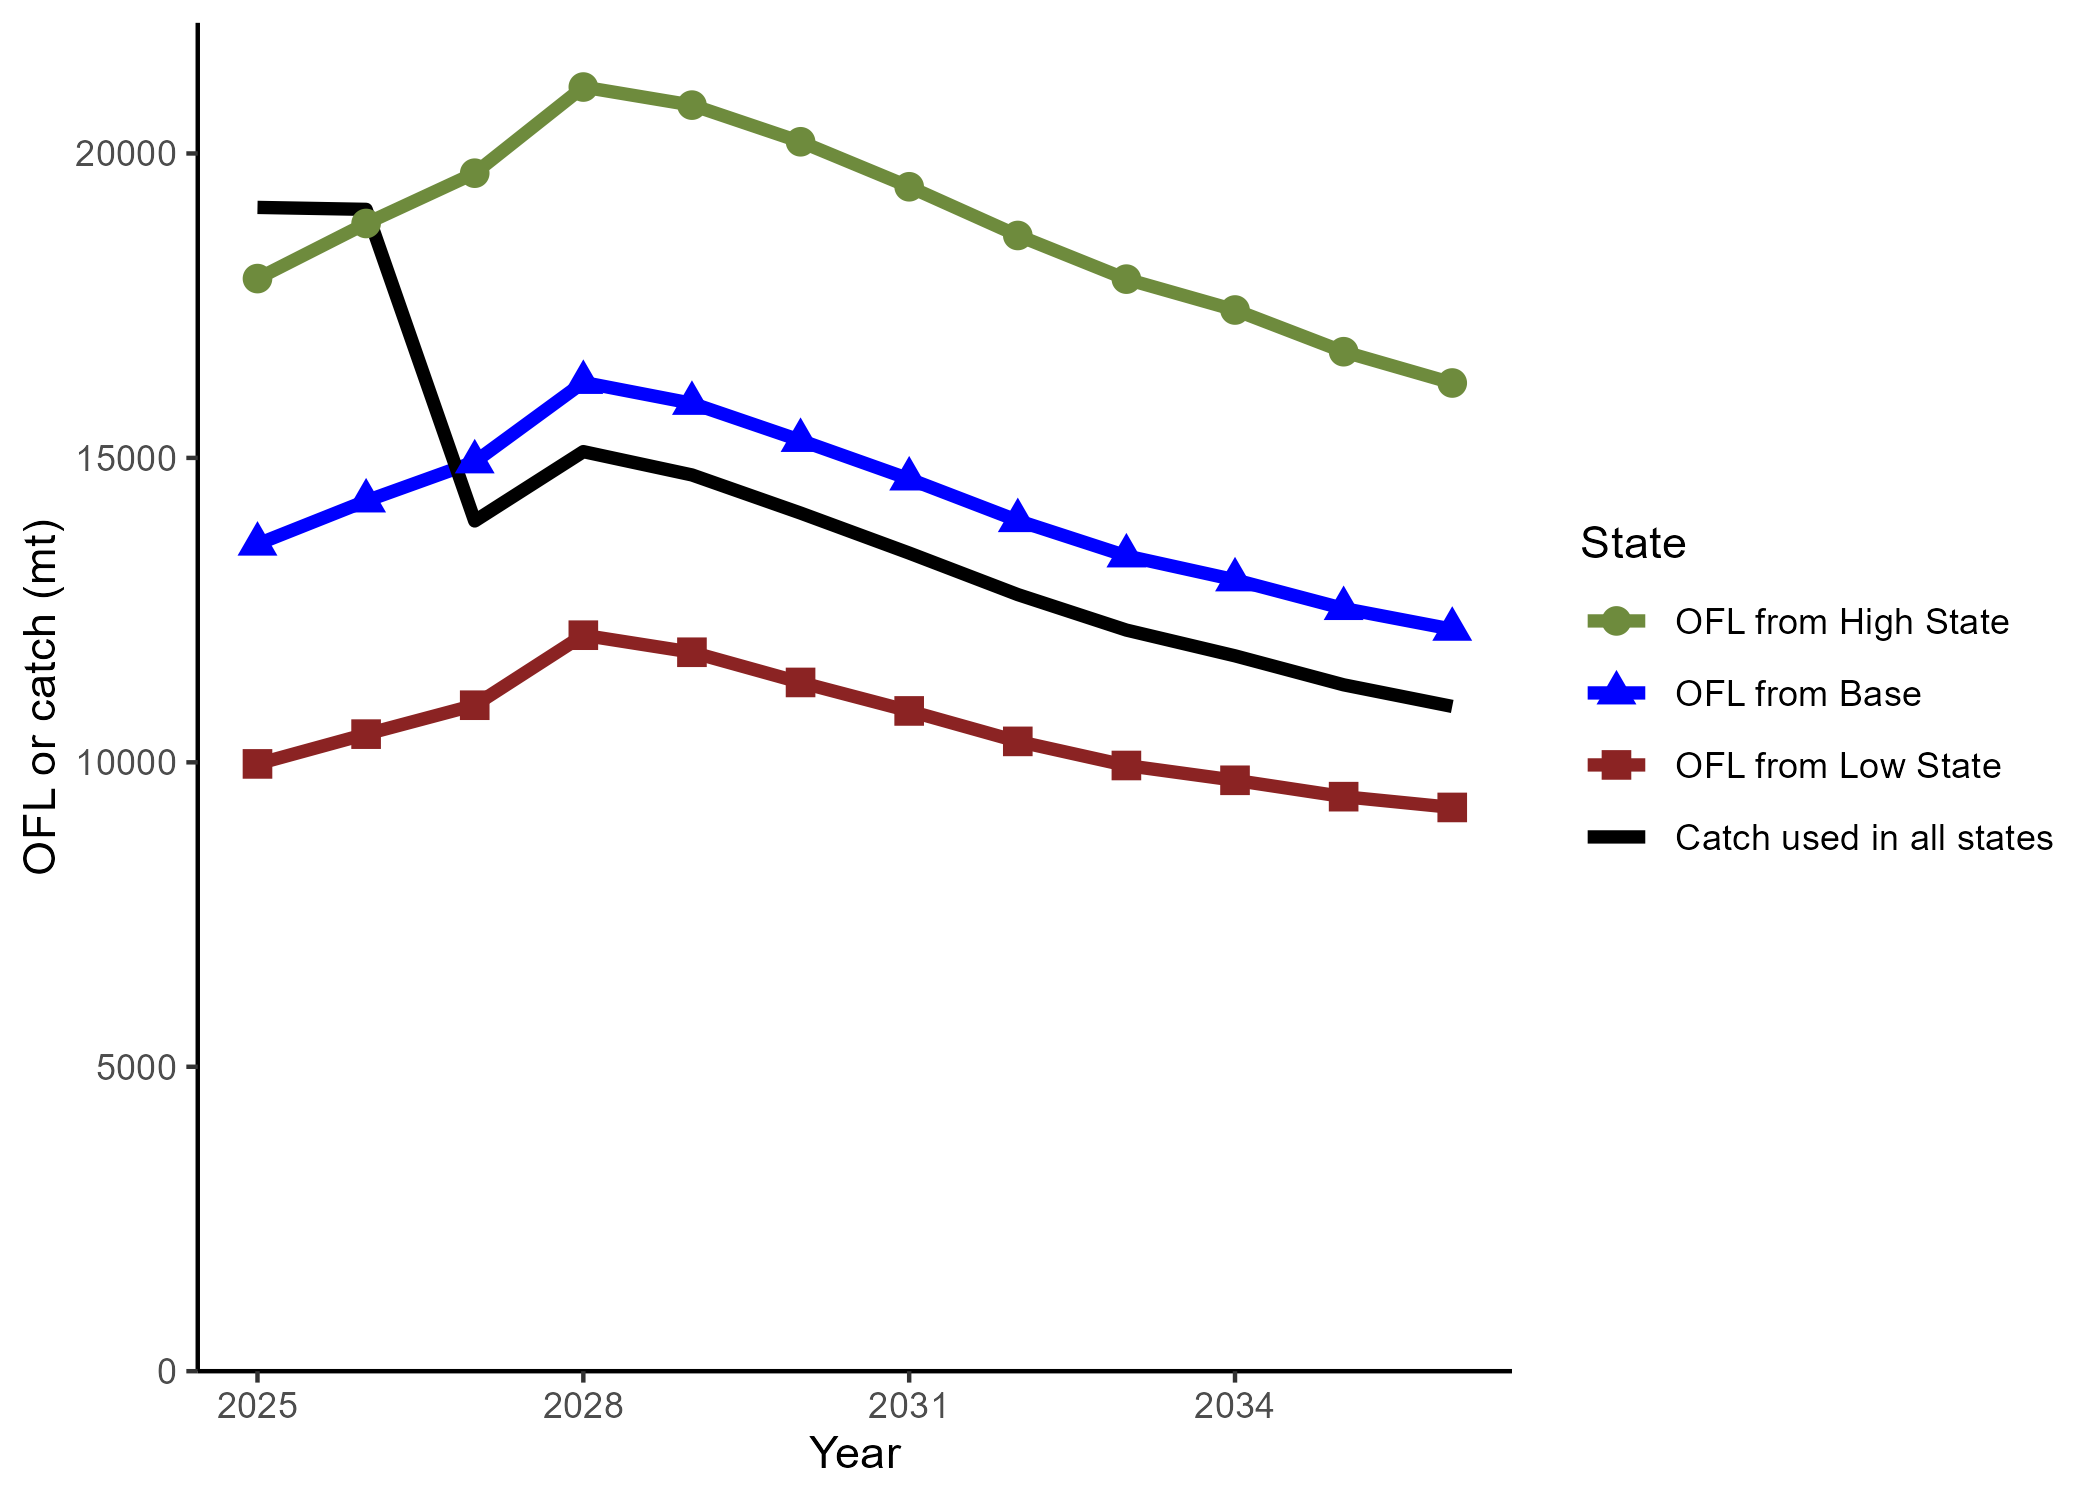 OFL or catch (mt)
20000
15000
10000
5000
0
2025
2028
2031
2034
Year
State
OFL from High State
OFL from Base
OFL from Low State
Catch used in all states